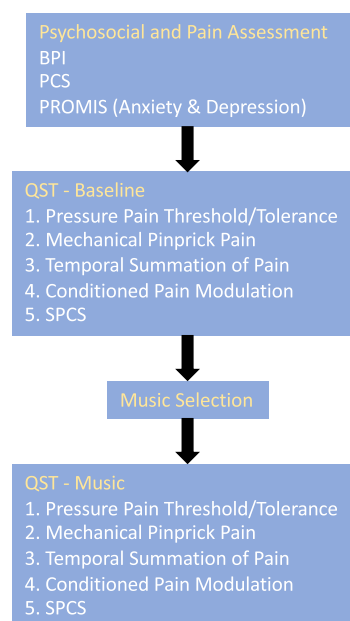 Psychosocial and Pain Assessment
BPI
PCS
PROMIS (Anxiety & Depression)
QST - Baseline
1. Pressure Pain Threshold/Tolerance
2. Mechanical Pinprick Pain
3. Temporal Summation of Pain
4. Conditioned Pain Modulation
5. SPCS
Music Selection
QST - Music
1. Pressure Pain Threshold/Tolerance
2. Mechanical Pinprick Pain
3. Temporal Summation of Pain
4. Conditioned Pain Modulation
5. SPCS